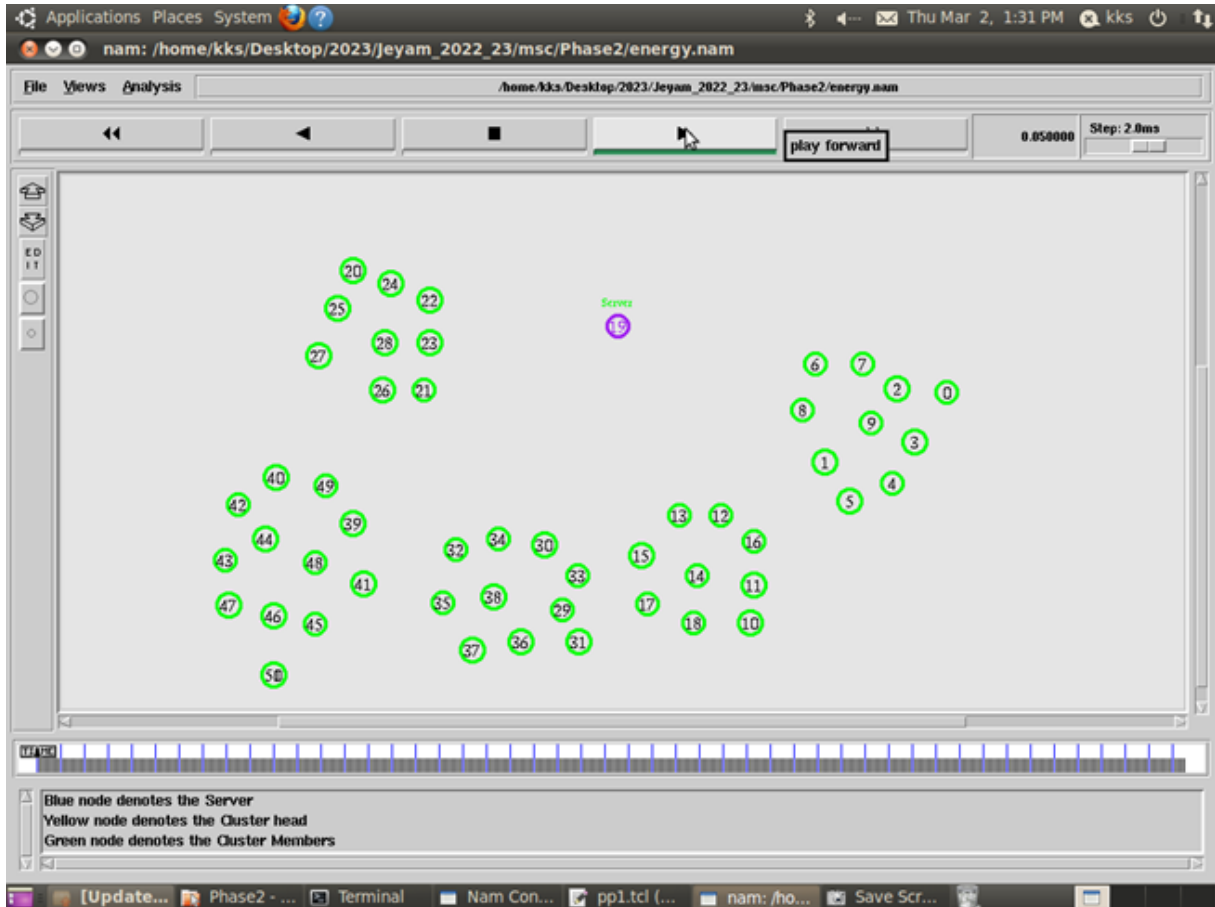 Applications Places System Thu Mar 2, 1:31 PM kks
nam: /home/kks/Desktop/2023/Jeyam_2022_23/msc/Phase2/energy.nam
File Views Analysis /home/kks/Desktop/2023/Jeyam_2022_23/msc/Phase2/energy.nam
play forward 0.050000 Step: 2.0ms
ED
IT
20 24
25 22
Server
19
27 28 23
26 21
6 7
2 0
8
9
3
1
4
5
40 49
42
39
44
43 48
41
47
46 45
50
32 34 30
33
35 38
29
37 36 31
13 12
16
15
14 11
17
18 10
TIME
Blue node denotes the Server
Yellow node denotes the Cluster head
Green node denotes the Cluster Members
[Update... Phase2 - ... Terminal Nam Con... pp1.tcl (... nam: /ho... Save Scr...